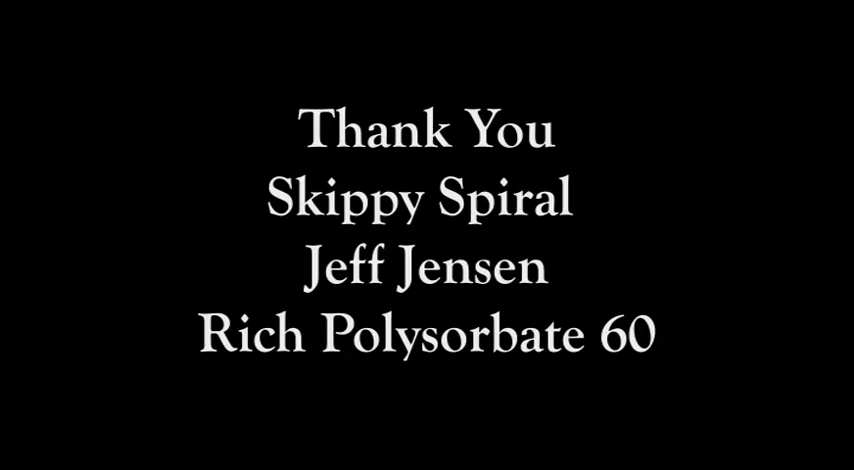 Thank You
Skippy Spiral
Jeff Jensen
Rich Polysorbate 60